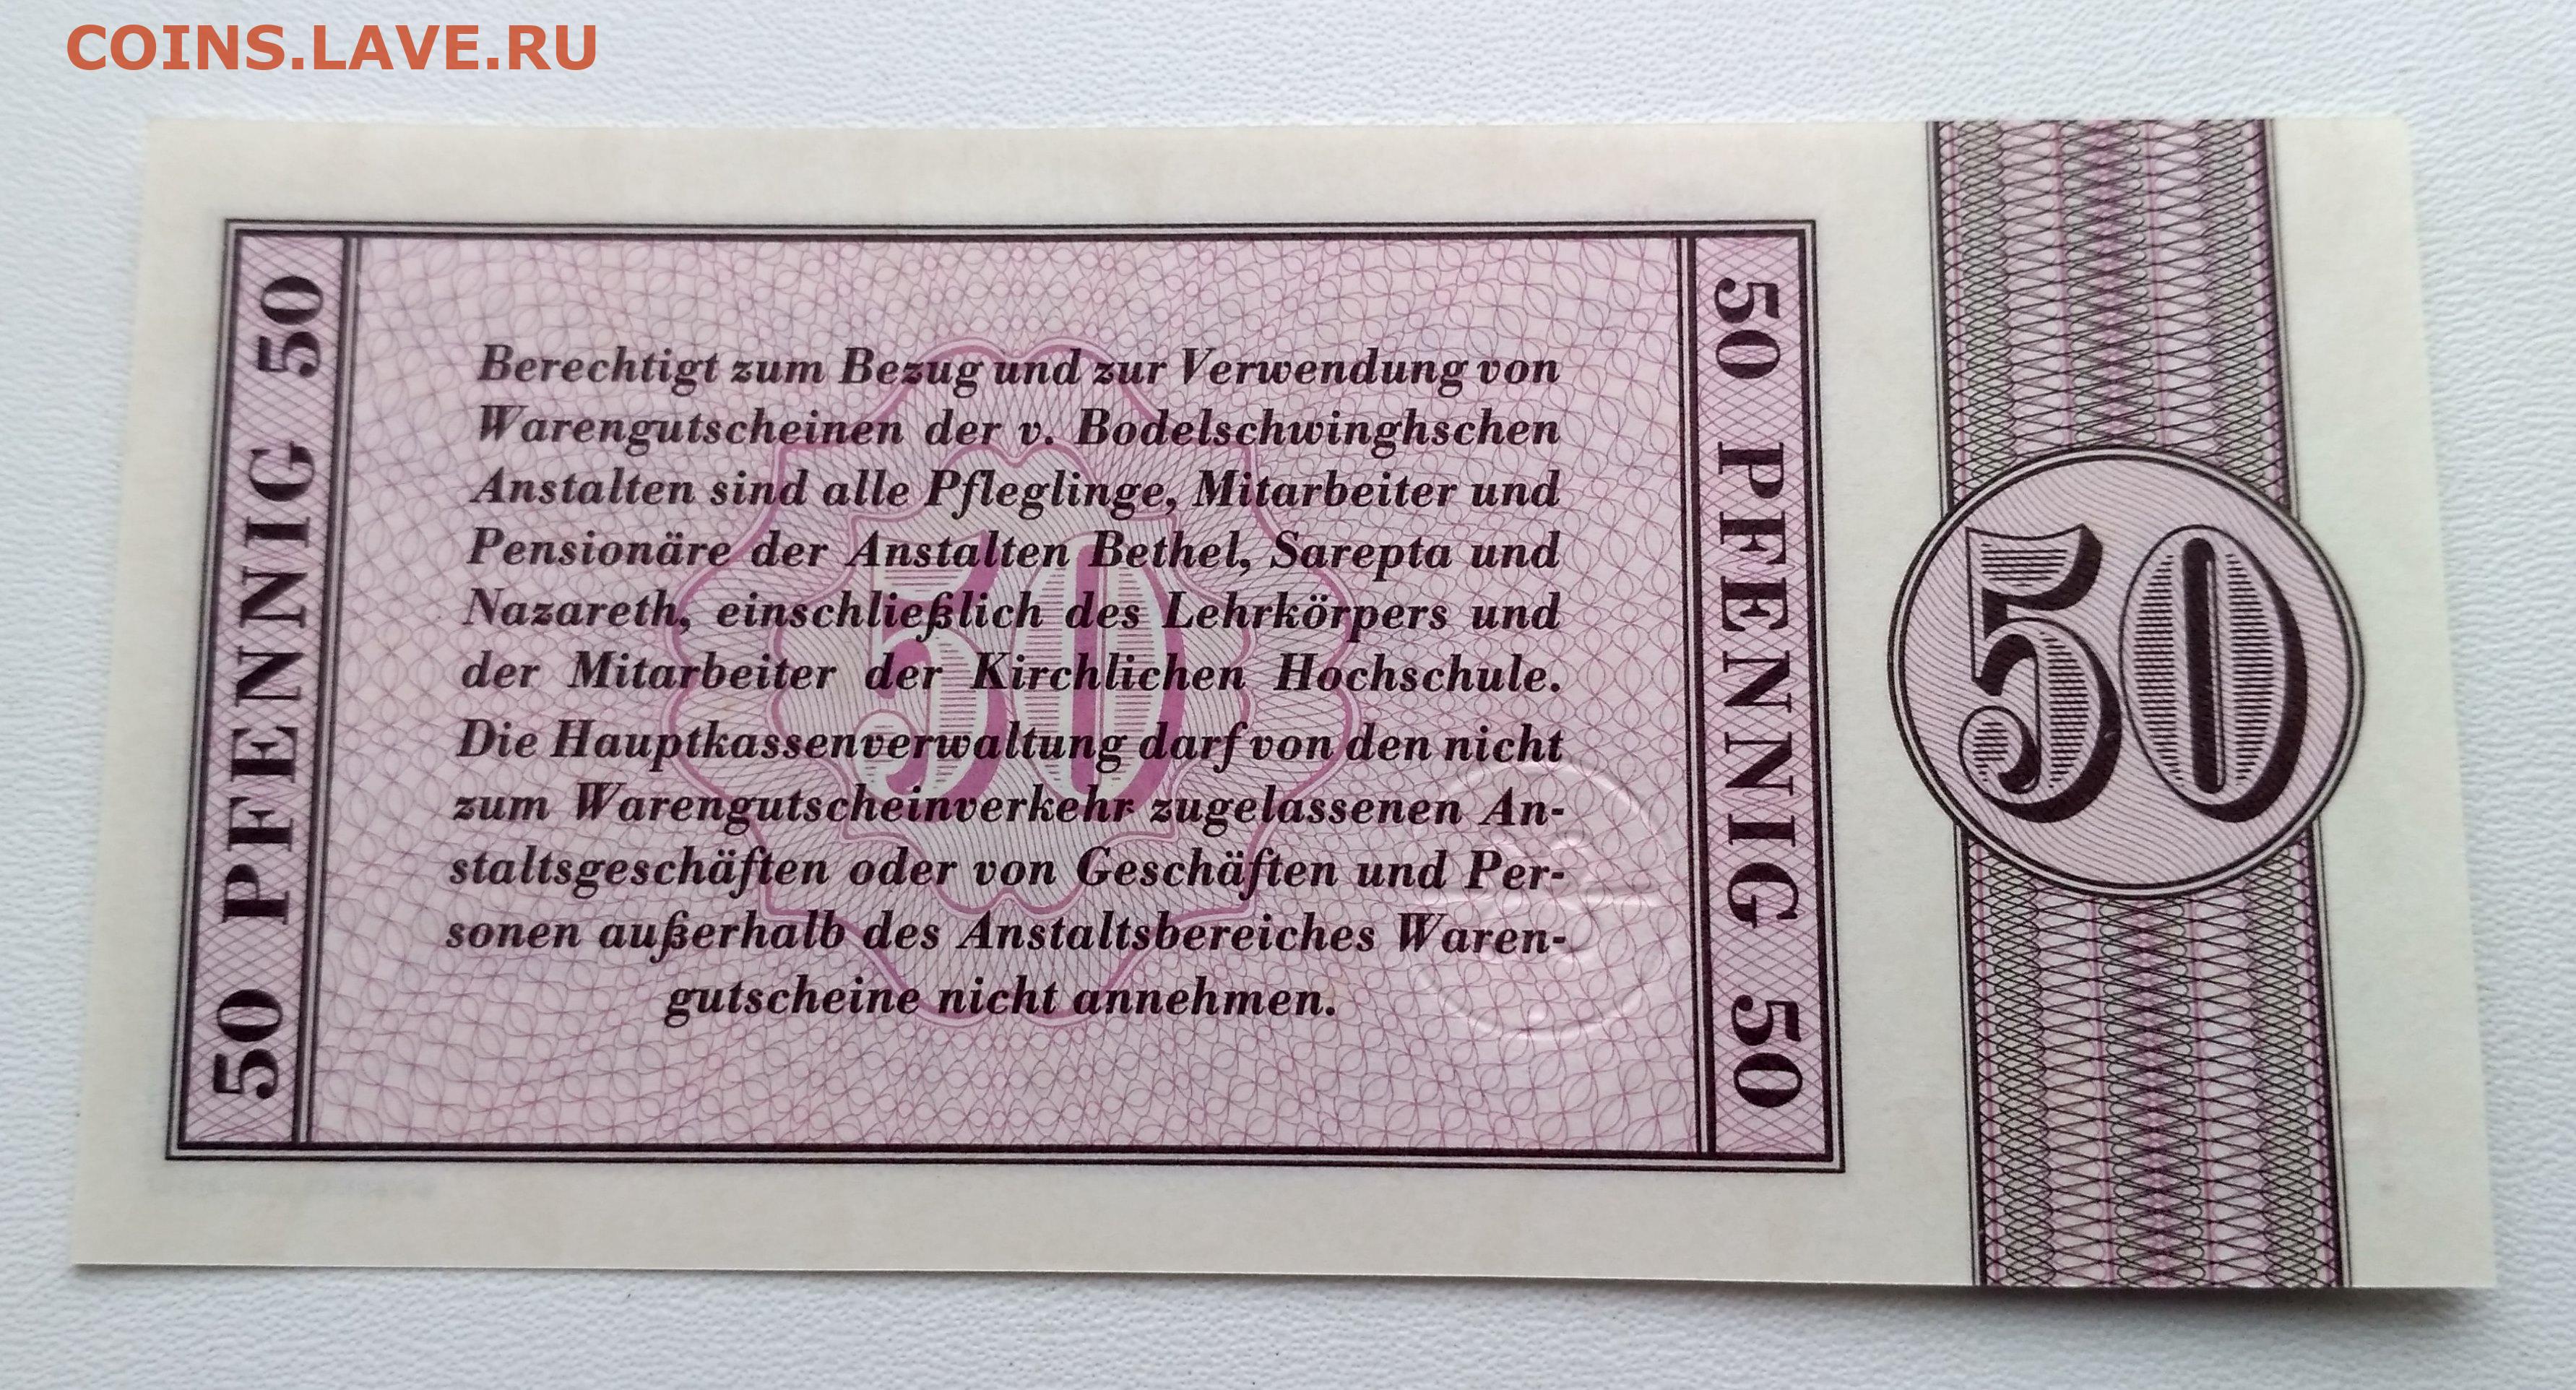 COINS.LAVE.RU
50 PFENNIG 50
Berechtigt zum Bezug und zur Verwendung von
Warengutscheinen der v. Bodelschwinghschen
Anstalten sind alle Pfleglinge, Mitarbeiter und
Pensionäre der Anstalten Bethel, Sarepta und
Nazareth, einschließlich des Lehrkörpers und
der Mitarbeiter der Kirchlichen Hochschule.
Die Hauptkassenverwaltung darf von den nicht
zum Warengutscheinverkehr zugelassenen An-
staltsgeschäften oder von Geschäften und Per-
sonen außerhalb des Anstaltsbereiches Waren-
gutscheine nicht annehmen.
50
50 PFENNIG 50
50